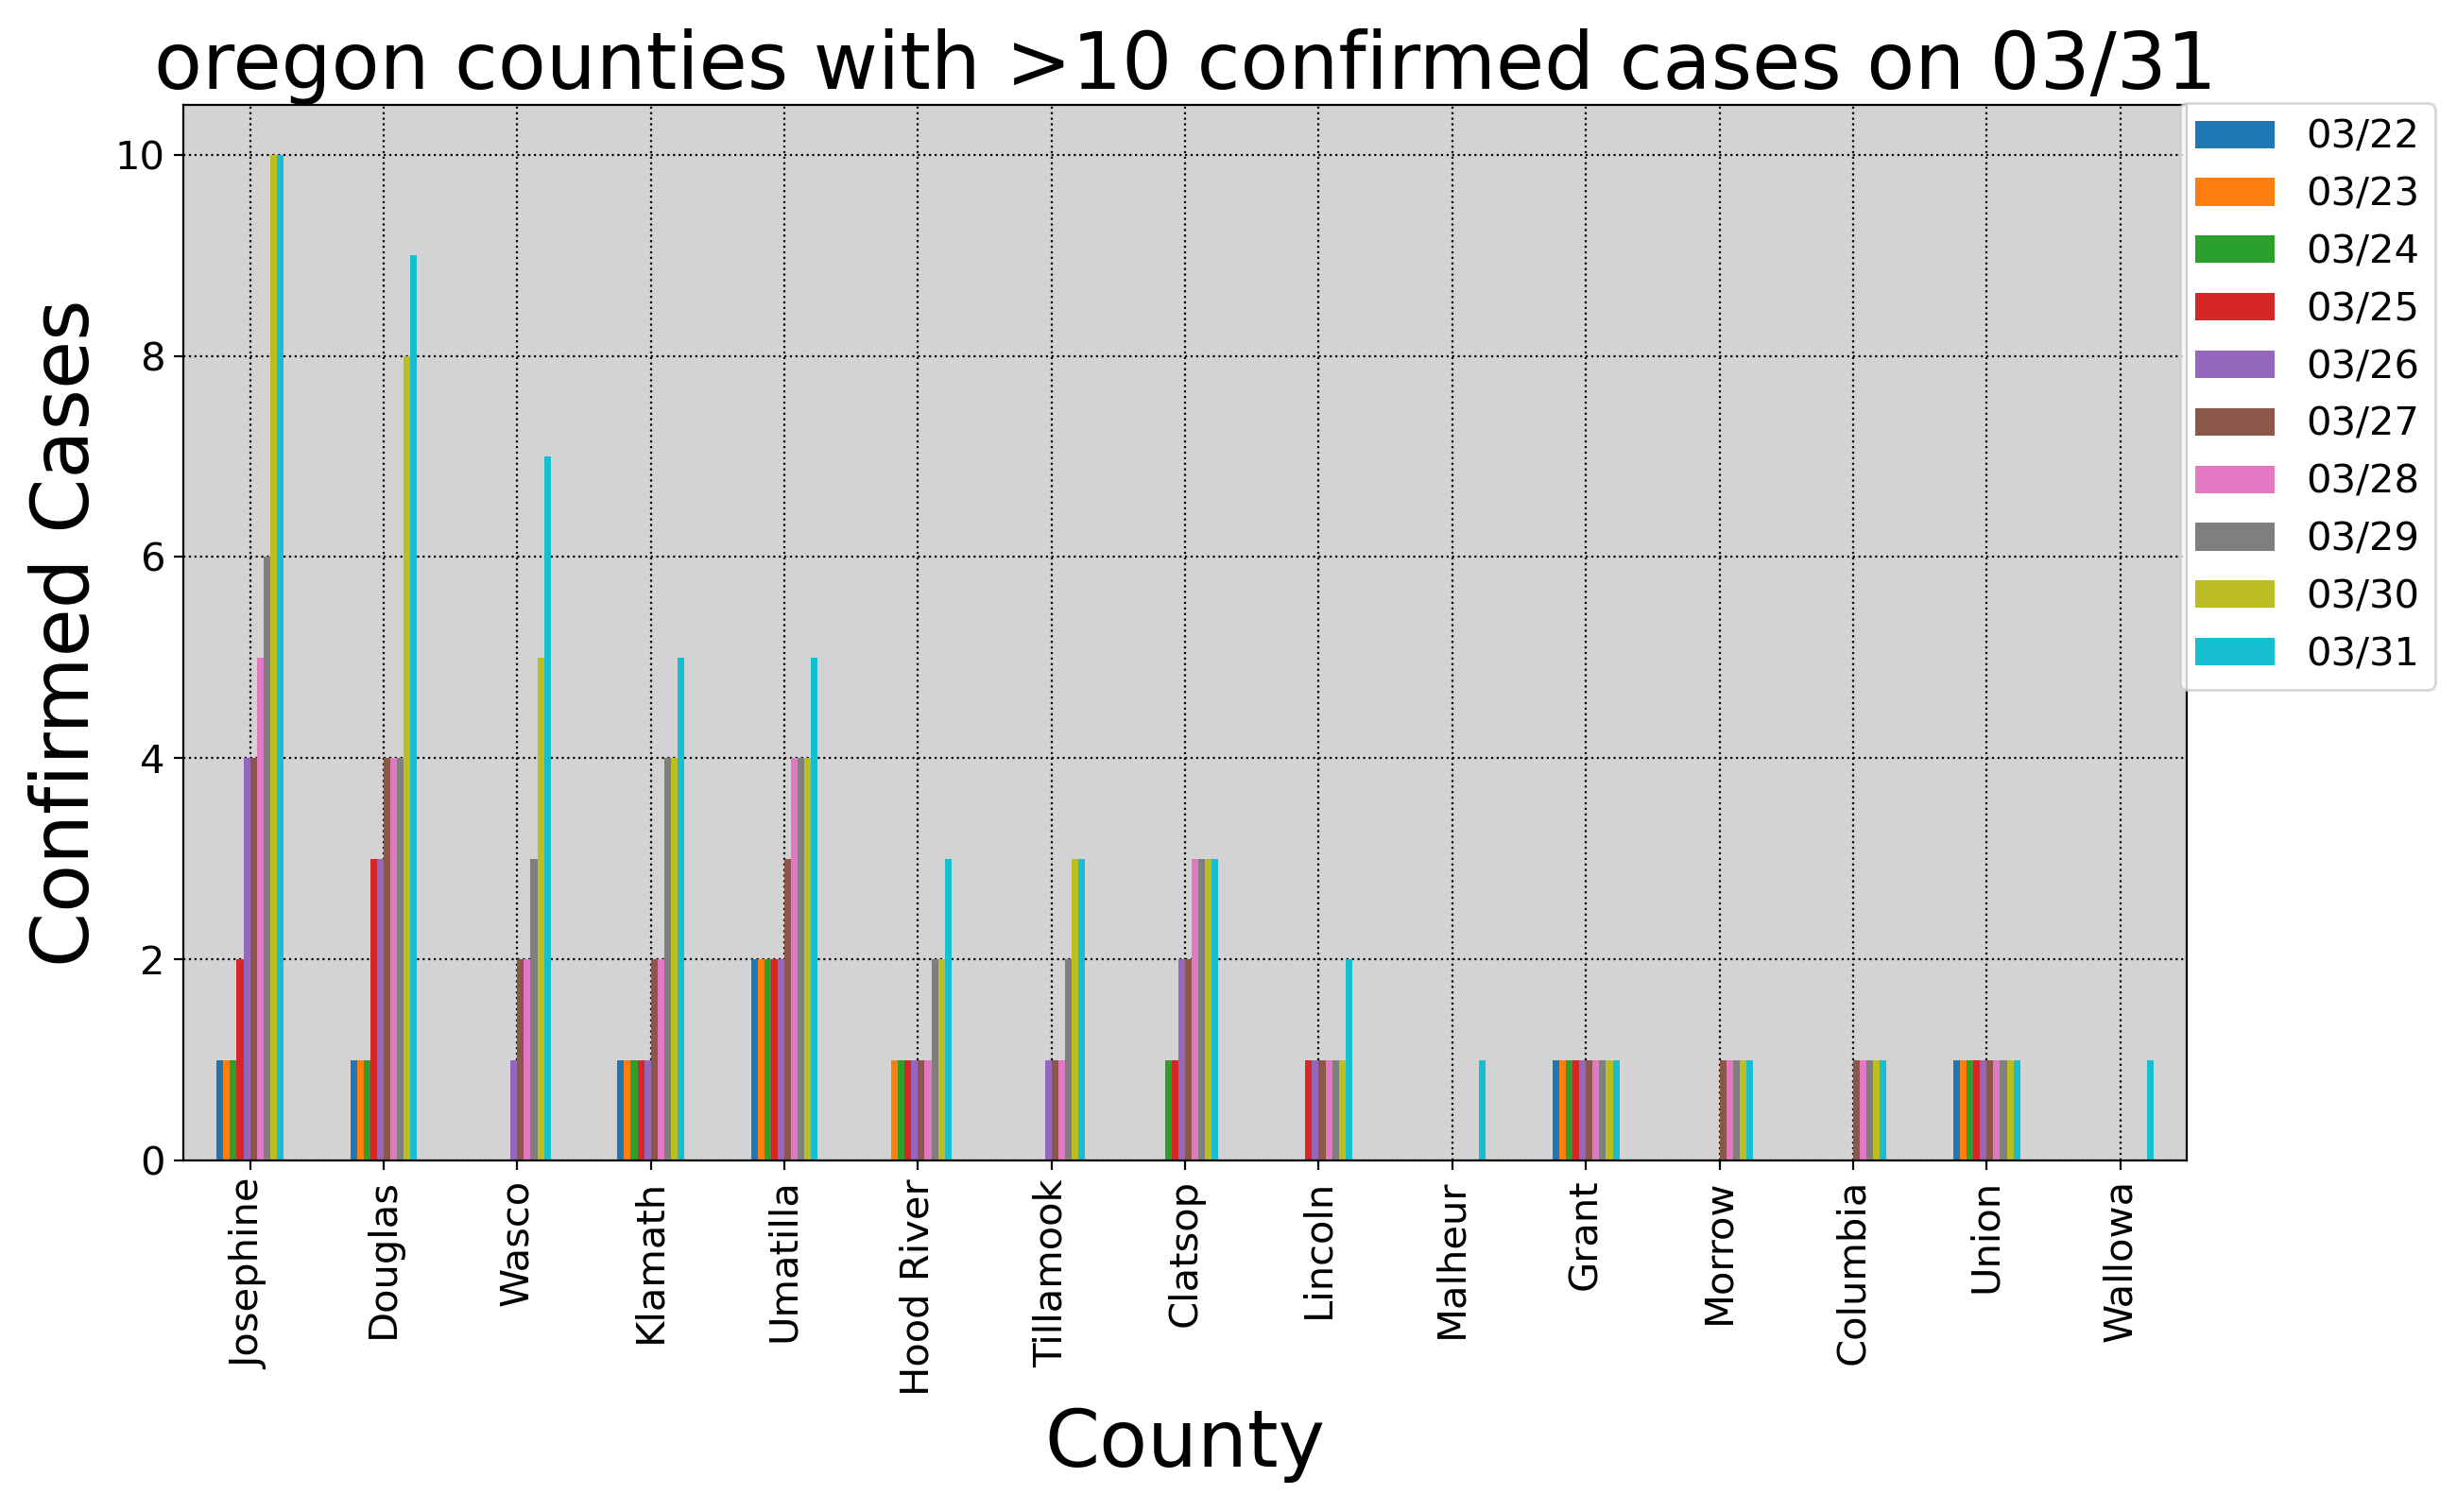 oregon counties with >10 confirmed cases on 03/31
Confirmed Cases
10
8
6
4
2
0
03/22
03/23
03/24
03/25
03/26
03/27
03/28
03/29
03/30
03/31
Josephine
Douglas
Wasco
Klamath
Umatilla
Hood River
Tillamook
Clatsop
Lincoln
Malheur
Grant
Morrow
Columbia
Union
Wallowa
County